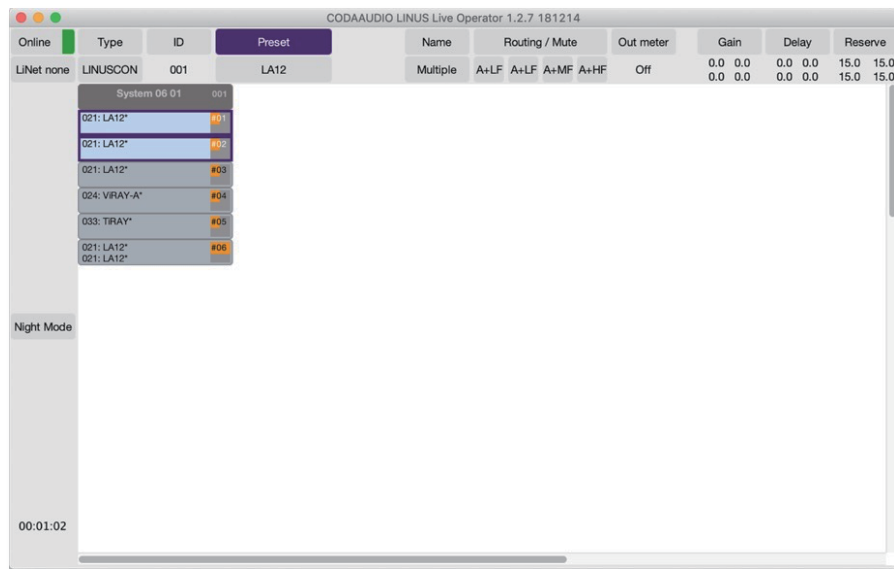 CODAAUDIO LINUS Live Operator 1.2.7 181214
Online Type ID Preset Name Routing / Mute Out meter Gain Delay Reserve
LiNet none LINUSCON 001 LA12 Multiple A+LF A+LF A+MF A+HF Off 0.0 0.0 0.0 0.0 15.0 15.0
0.0 0.0 0.0 0.0 15.0 15.0
System 06 01 001
021: LA12* #01
021: LA12* #02
021: LA12* #03
024: ViRAY-A* #04
033: TiRAY* #05
021: LA12* #06
021: LA12*
Night Mode
00:01:02